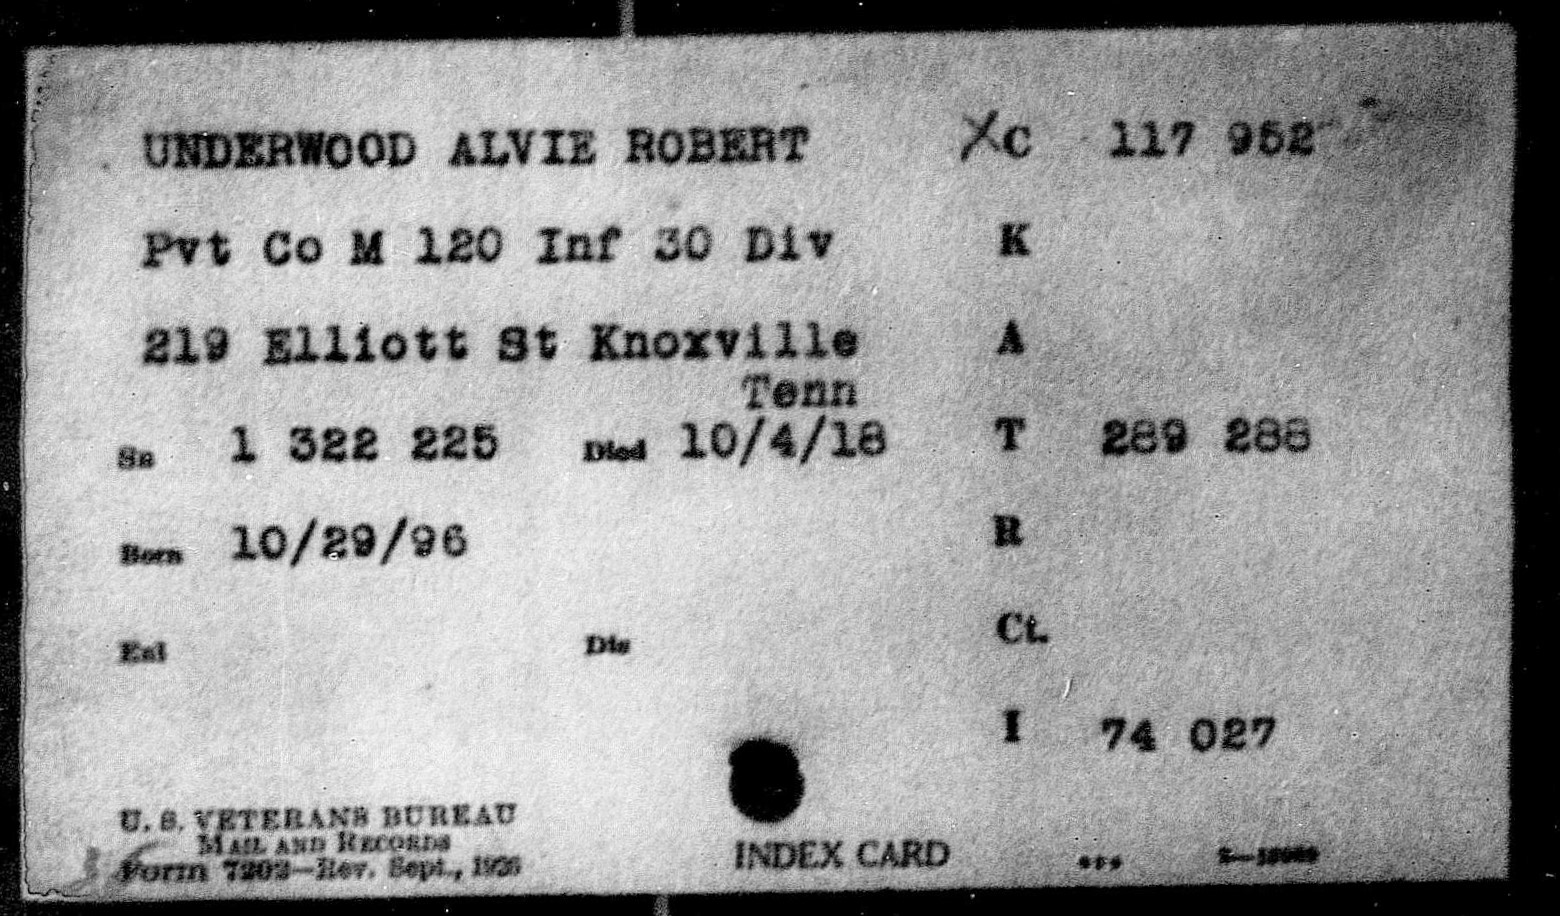 UNDERWOOD ALVIE ROBERT XC 117 952
Pvt Co M 120 Inf 30 Div K
219 Elliott St Knoxville A
Tenn
Sn 1 322 225 Died 10/4/18 T 289 288
Born 10/29/96 R
Enl Dis Ct.
I 74 027
U. S. VETERANS BUREAU
MAIL AND RECORDS
Form 7202—Rev. Sept., 1926
INDEX CARD